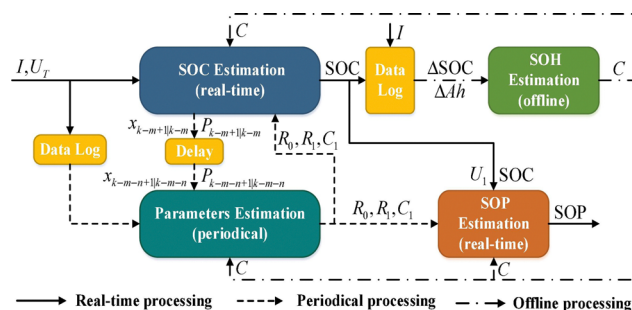 C
I
I, U_T
SOC Estimation
(real-time)
SOC
Data
Log
ΔSOC
ΔAh
SOH
Estimation
(offline)
C
x_{k-m+1|k-m}
P_{k-m+1|k-m}
R_0, R_1, C_1
Data Log
Delay
x_{k-m-n+1|k-m-n}
P_{k-m-n+1|k-m-n}
U_1
SOC
Parameters Estimation
(periodical)
R_0, R_1, C_1
SOP
Estimation
(real-time)
SOP
C
C
Real-time processing
Periodical processing
Offline processing